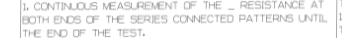 1. CONTINUOUS MEASUREMENT OF THE _ RESISTANCE AT
BOTH ENDS OF THE SERIES CONNECTED PATTERNS UNTIL
THE END OF THE TEST.